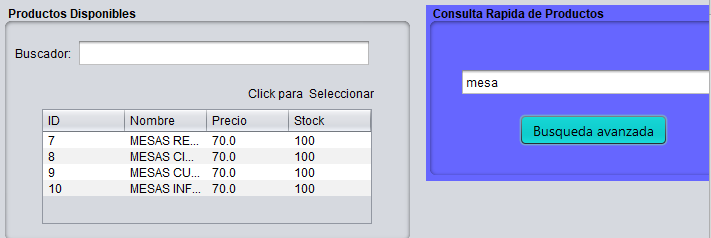 Productos Disponibles
Buscador:
Click para Seleccionar
ID Nombre Precio Stock
7 MESAS RE... 70.0 100
8 MESAS CI... 70.0 100
9 MESAS CU... 70.0 100
10 MESAS INF... 70.0 100
Consulta Rapida de Productos
mesa
Busqueda avanzada